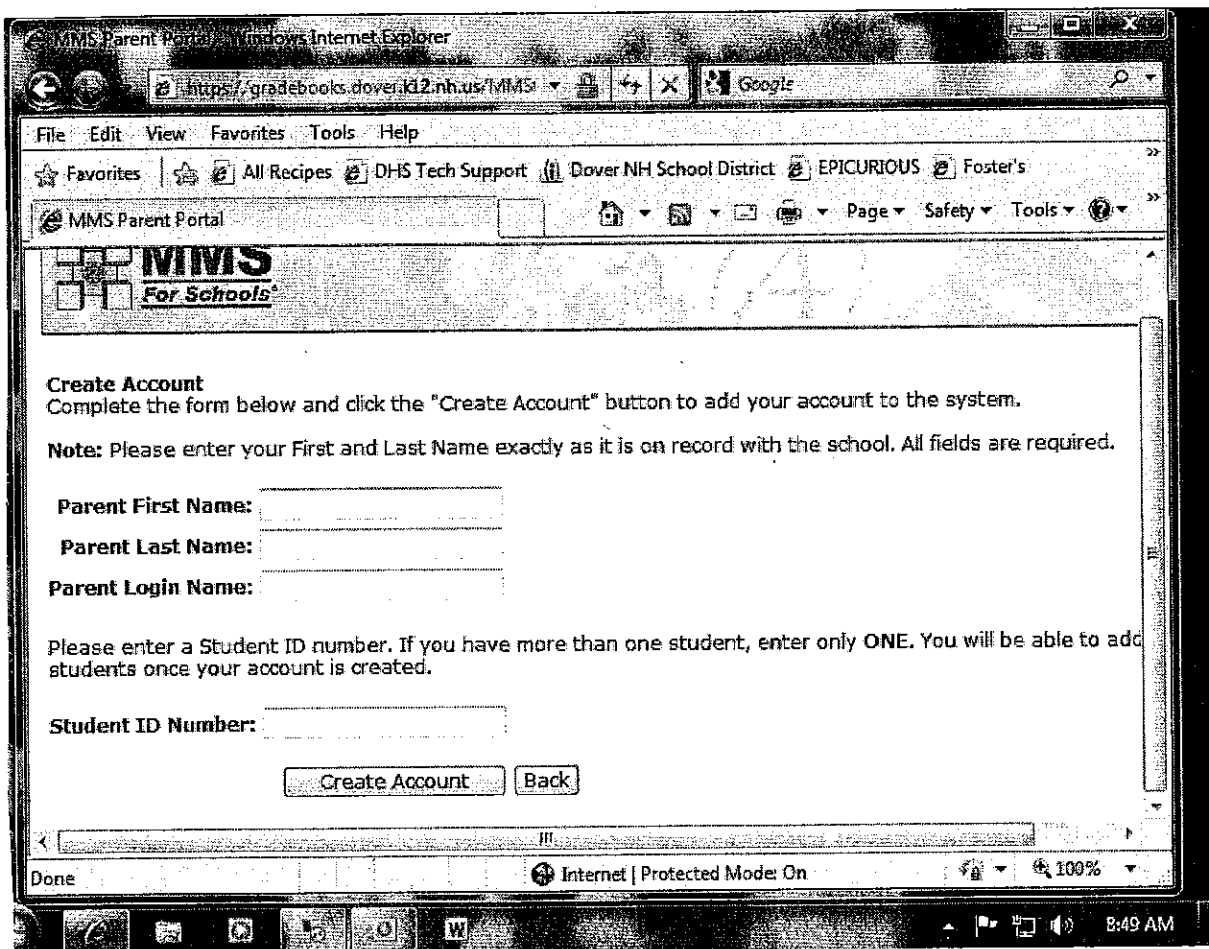 MMS Parent Portal - Windows Internet Explorer
https://gradebooks.dover.k12.nh.us/MMS
Google
File Edit View Favorites Tools Help
Favorites All Recipes DHS Tech Support Dover NH School District EPICURIOUS Foster's
MMS Parent Portal Page Safety Tools
MMS
For Schools
Create Account
Complete the form below and click the "Create Account" button to add your account to the system.
Note: Please enter your First and Last Name exactly as it is on record with the school. All fields are required.
Parent First Name:
Parent Last Name:
Parent Login Name:
Please enter a Student ID number. If you have more than one student, enter only ONE. You will be able to add
students once your account is created.
Student ID Number:
Create Account Back
Done Internet | Protected Mode: On 100%
W 8:49 AM